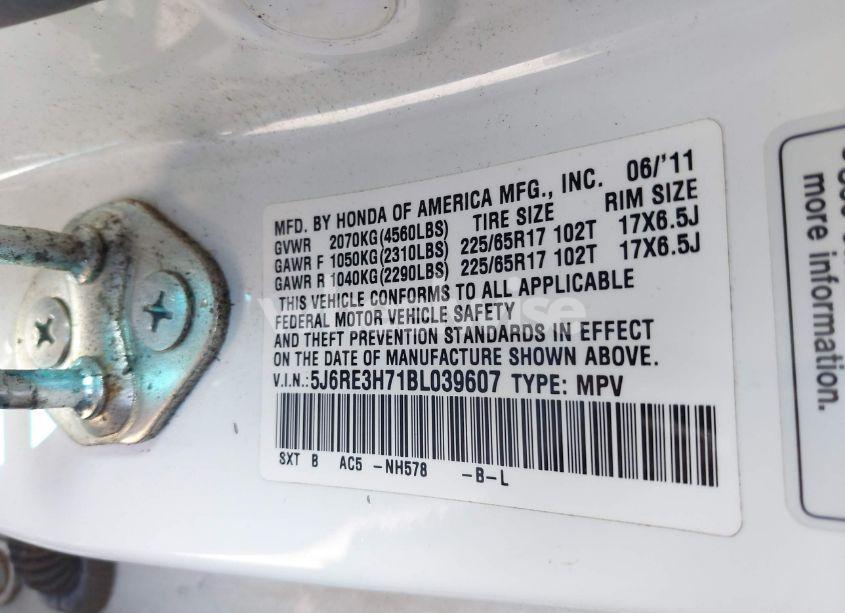 MFD. BY HONDA OF AMERICA MFG., INC. 06/'11
GVWR 2070KG(4560LBS) TIRE SIZE RIM SIZE
GAWR F 1050KG(2310LBS) 225/65R17 102T 17X6.5J
GAWR R 1040KG(2290LBS) 225/65R17 102T 17X6.5J
THIS VEHICLE CONFORMS TO ALL APPLICABLE
FEDERAL MOTOR VEHICLE SAFETY
AND THEFT PREVENTION STANDARDS IN EFFECT
ON THE DATE OF MANUFACTURE SHOWN ABOVE.
V.I.N.:5J6RE3H71BL039607 TYPE: MPV
SXT B AC5 -NH578 -B-L
more information.